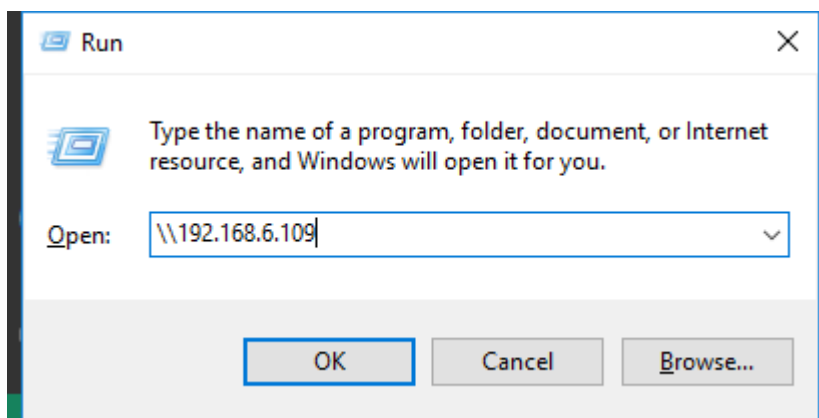 Run
Type the name of a program, folder, document, or Internet
resource, and Windows will open it for you.
Open: \\192.168.6.109
OK Cancel Browse...